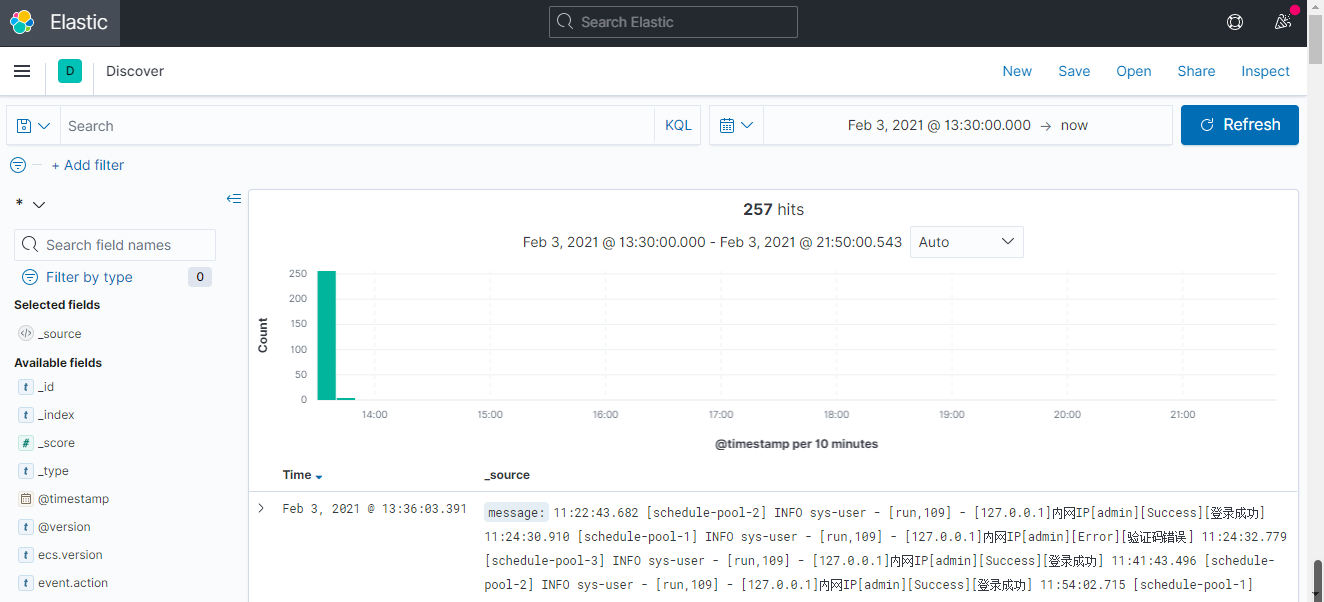 Elastic
Search Elastic
D
Discover
New Save Open Share Inspect
Search
KQL
Feb 3, 2021 @ 13:30:00.000 → now
Refresh
+ Add filter
*
257 hits
Search field names
Feb 3, 2021 @ 13:30:00.000 - Feb 3, 2021 @ 21:50:00.543
Auto
Filter by type 0
Selected fields
_source
Available fields
t _id
t _index
# _score
t _type
@timestamp
t @version
t ecs.version
t event.action
Count
250
200
150
100
50
0
14:00 15:00 16:00 17:00 18:00 19:00 20:00 21:00
@timestamp per 10 minutes
Time _source
Feb 3, 2021 @ 13:36:03.391
message: 11:22:43.682 [schedule-pool-2] INFO sys-user - [run,109] - [127.0.0.1]内网IP[admin][Success][登录成功]
11:24:30.910 [schedule-pool-1] INFO sys-user - [run,109] - [127.0.0.1]内网IP[admin][Error][验证码错误] 11:24:32.779
[schedule-pool-3] INFO sys-user - [run,109] - [127.0.0.1]内网IP[admin][Success][登录成功] 11:41:43.496 [schedule-
pool-2] INFO sys-user - [run,109] - [127.0.0.1]内网IP[admin][Success][登录成功] 11:54:02.715 [schedule-pool-1]